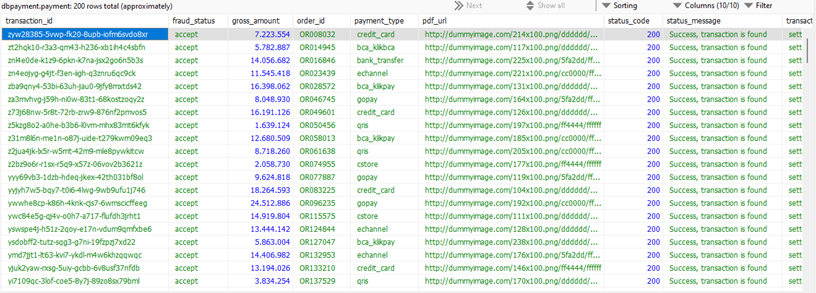 dbpayment.payment: 200 rows total (approximately) Next Show all Sorting Columns (10/10) Filter
transaction_id fraud_status gross_amount order_id payment_type pdf_url status_code status_message transact
zyw28385-5vwp-fk20-8upb-iofm6svdo8xr accept 7.223.554 OR008032 credit_card http://dummyimage.com/214x100.png/dddddd/... 200 Success, transaction is found sett
zt2hqk10-r3a3-qm43-h236-xb1ih4c4sbfn accept 5.782.887 OR014945 bca_klikbca http://dummyimage.com/115x100.png/dddddd/... 200 Success, transaction is found sett
zni4e0de-k1z9-6pkn-k7na-jsx2go6n5b3s accept 14.056.682 OR016846 bank_transfer http://dummyimage.com/225x100.png/5fa2dd/f... 200 Success, transaction is found sett
zn4eojyg-g4jt-f3en-iigh-q3znru6qc9ck accept 11.545.418 OR023439 echannel http://dummyimage.com/221x100.png/cc0000/ff... 200 Success, transaction is found sett
zba9qny4-53bi-63uh-jau0-9jfy8mxtds42 accept 16.398.062 OR028572 bca_klikpay http://dummyimage.com/111x100.png/dddddd/... 200 Success, transaction is found sett
za3mvhvg-j59h-ni0w-83t1-68kostzoqy2z accept 8.048.930 OR046745 gopay http://dummyimage.com/164x100.png/5fa2dd/f... 200 Success, transaction is found sett
z73j68nw-5r8t-72rb-zrw9-876nf2pmvos5 accept 16.191.126 OR049601 credit_card http://dummyimage.com/126x100.png/dddddd/... 200 Success, transaction is found sett
z5kzg8o2-a0he-b3b6-l0vm-mhx83mt6kfyk accept 1.639.124 OR050456 qris http://dummyimage.com/197x100.png/ff4444/ffffff 200 Success, transaction is found sett
z31m8l6n-me1n-o87j-uide-t279kwm09eq3 accept 12.680.509 OR058013 bca_klikpay http://dummyimage.com/185x100.png/cc0000/ff... 200 Success, transaction is found sett
z2jua4jk-lx5r-w5mt-42m9-mle8pywkitcw accept 8.718.260 OR061638 qris http://dummyimage.com/205x100.png/cc0000/ff... 200 Success, transaction is found sett
z2bz9o6r-r1sx-r5q9-x57z-06vov2b3621z accept 2.058.730 OR074955 cstore http://dummyimage.com/177x100.png/ff4444/ffffff 200 Success, transaction is found sett
yyy69vb3-1dzb-hdeq-jkex-42th031bf8ol accept 9.624.818 OR077887 gopay http://dummyimage.com/119x100.png/5fa2dd/ff... 200 Success, transaction is found sett
yyjyh7w5-bqy7-t0i6-4lwg-9wb9ufu1j746 accept 18.264.593 OR083225 credit_card http://dummyimage.com/104x100.png/dddddd/... 200 Success, transaction is found sett
ywwhe8cp-k86h-4knk-cjs7-6wmscicffeeg accept 24.512.886 OR096235 gopay http://dummyimage.com/192x100.png/dddddd/... 200 Success, transaction is found sett
ywc84e5g-qj4v-o0h7-a717-flufdh3jrht1 accept 14.919.804 OR115575 cstore http://dummyimage.com/111x100.png/dddddd/... 200 Success, transaction is found sett
yswspe4j-h51z-2qoy-e17n-vdum9qmfxbe6 accept 13.444.142 OR124844 echannel http://dummyimage.com/128x100.png/dddddd/... 200 Success, transaction is found sett
ysdobff2-tutz-sqg3-g7ni-19fzpzj7xd22 accept 5.863.004 OR127047 bca_klikpay http://dummyimage.com/238x100.png/dddddd/... 200 Success, transaction is found sett
ymd7jjt1-lt63-kvi7-ykdl-m4w6khzqqwqc accept 14.406.982 OR132953 echannel http://dummyimage.com/176x100.png/5fa2dd/f... 200 Success, transaction is found sett
yjuk2yaw-rxsg-5uiy-gcbb-6v8usf37nfdb accept 13.194.026 OR133210 credit_card http://dummyimage.com/146x100.png/ff4444/ffffff 200 Success, transaction is found sett
yi7109qc-3lof-coe5-8y7j-89zo8sx79bml accept 3.834.254 OR137529 qris http://dummyimage.com/170x100.png/dddddd/... 200 Success, transaction is found sett